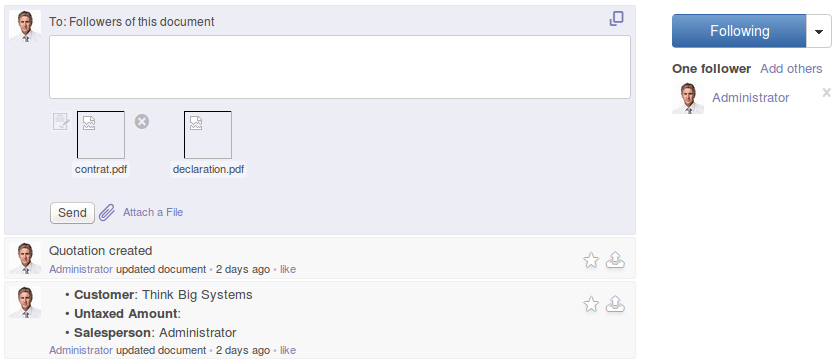 To: Followers of this document
contrat.pdf
declaration.pdf
Send
Attach a File
Quotation created
Administrator updated document • 2 days ago • like
• Customer: Think Big Systems
• Untaxed Amount:
• Salesperson: Administrator
Administrator updated document • 2 days ago • like
Following
One follower Add others
Administrator